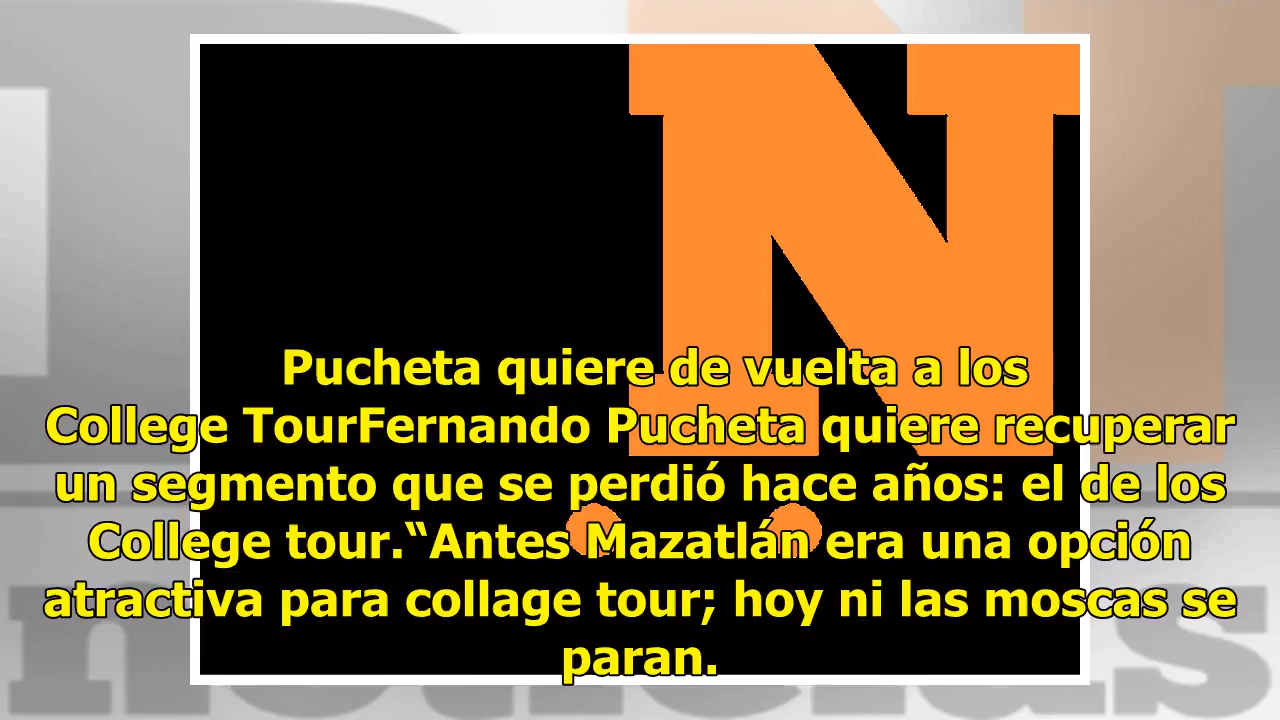 Pucheta quiere de vuelta a los
College TourFernando Pucheta quiere recuperar
un segmento que se perdió hace años: el de los
College tour.“Antes Mazatlán era una opción
atractiva para collage tour; hoy ni las moscas se
paran.
N